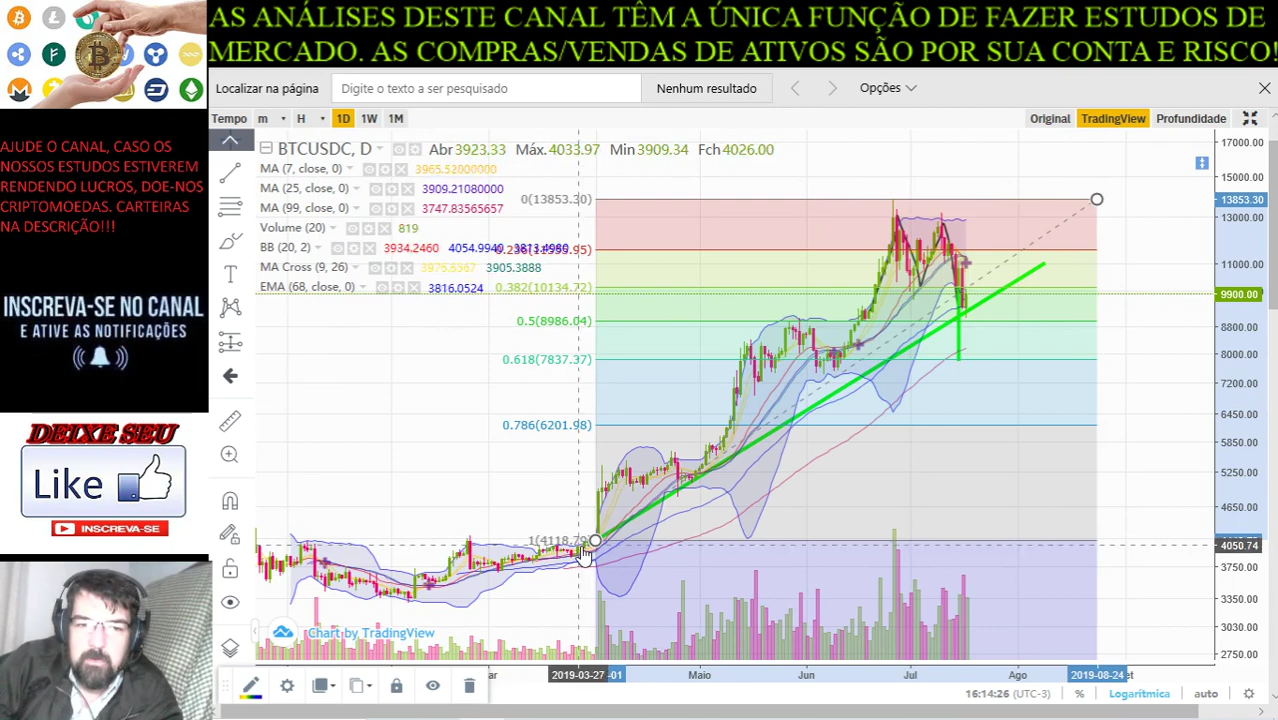 AS ANÁLISES DESTE CANAL TÊM A ÚNICA FUNÇÃO DE FAZER ESTUDOS DE
MERCADO. AS COMPRAS/VENDAS DE ATIVOS SÃO POR SUA CONTA E RISCO!
Localizar na página
Digite o texto a ser pesquisado
Nenhum resultado
Opções
Tempo
m
H
1D
1W
1M
Original
TradingView
Profundidade
AJUDE O CANAL, CASO OS
NOSSOS ESTUDOS ESTIVEREM
RENDENDO LUCROS, DOE-NOS
CRIPTOMOEDAS. CARTEIRAS
NA DESCRIÇÃO!!!
INSCREVA-SE NO CANAL
E ATIVE AS NOTIFICAÇÕES
DEIXE SEU
Like
INSCREVA-SE
BTCUSDC, D
Abr 3923.33 Máx. 4033.97 Min 3909.34 Fch 4026.00
MA (7, close, 0) 3965.52000000
MA (25, close, 0) 3909.21080000
MA (99, close, 0) 3747.83565657
Volume (20) 819
BB (20, 2) 3934.2460 4054.9940
MA Cross (9, 26) 3905.3888
EMA (68, close, 0) 3816.0524
0(13853.30)
0.382(10134.72)
0.5(8986.04)
0.618(7837.37)
0.786(6201.98)
17000.00
15000.00
13853.30
13000.00
11000.00
9900.00
8800.00
8000.00
7200.00
6450.00
5850.00
5250.00
4650.00
4050.74
3750.00
3350.00
3030.00
2750.00
Chart by TradingView
2019-03-27
-01
Maio
Jun
Jul
Ago
2019-08-24
et
16:14:26 (UTC-3)
%
Logarítmica
auto